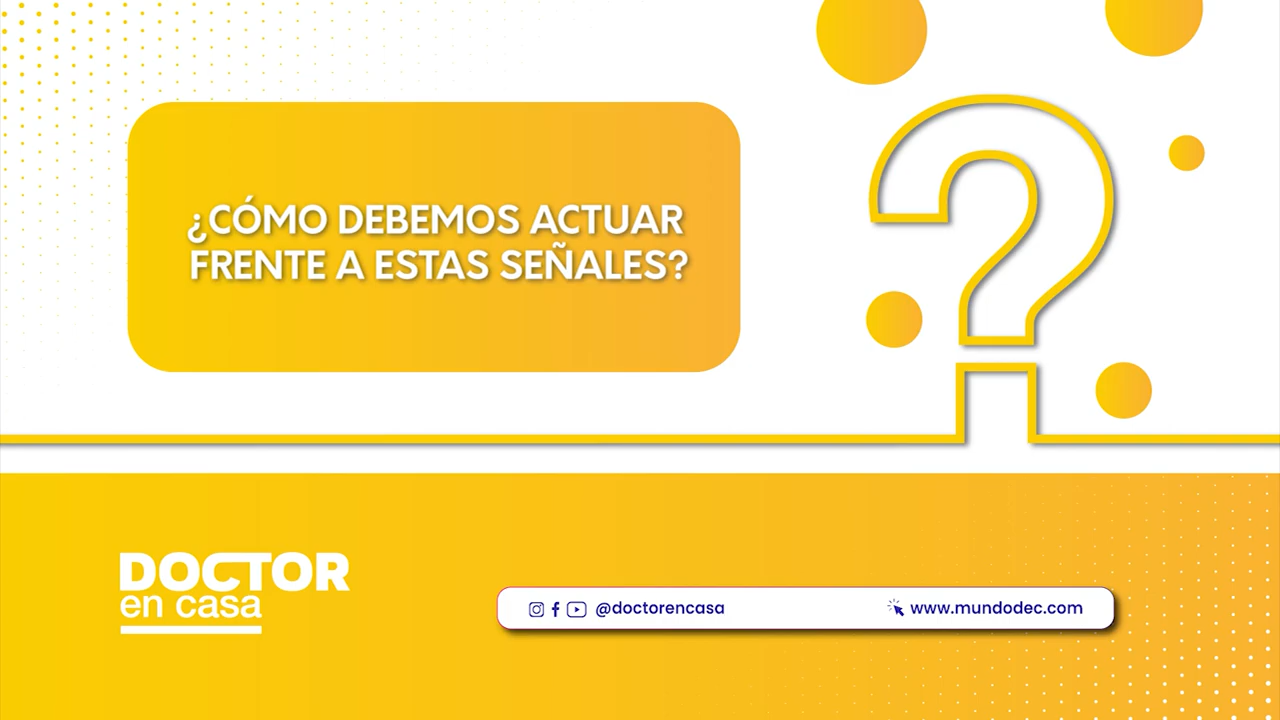 ¿CÓMO DEBEMOS ACTUAR
FRENTE A ESTAS SEÑALES?
DOCTOR
en casa
@doctorencasa
www.mundodec.com